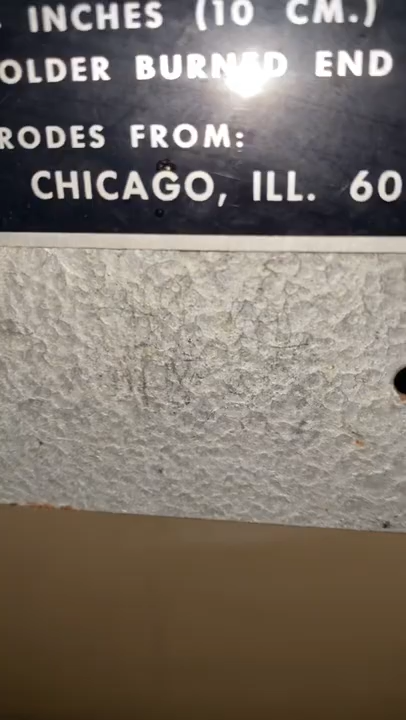 INCHES (10 CM.)
OLDER BURNED END
RODES FROM:
CHICAGO, ILL. 60